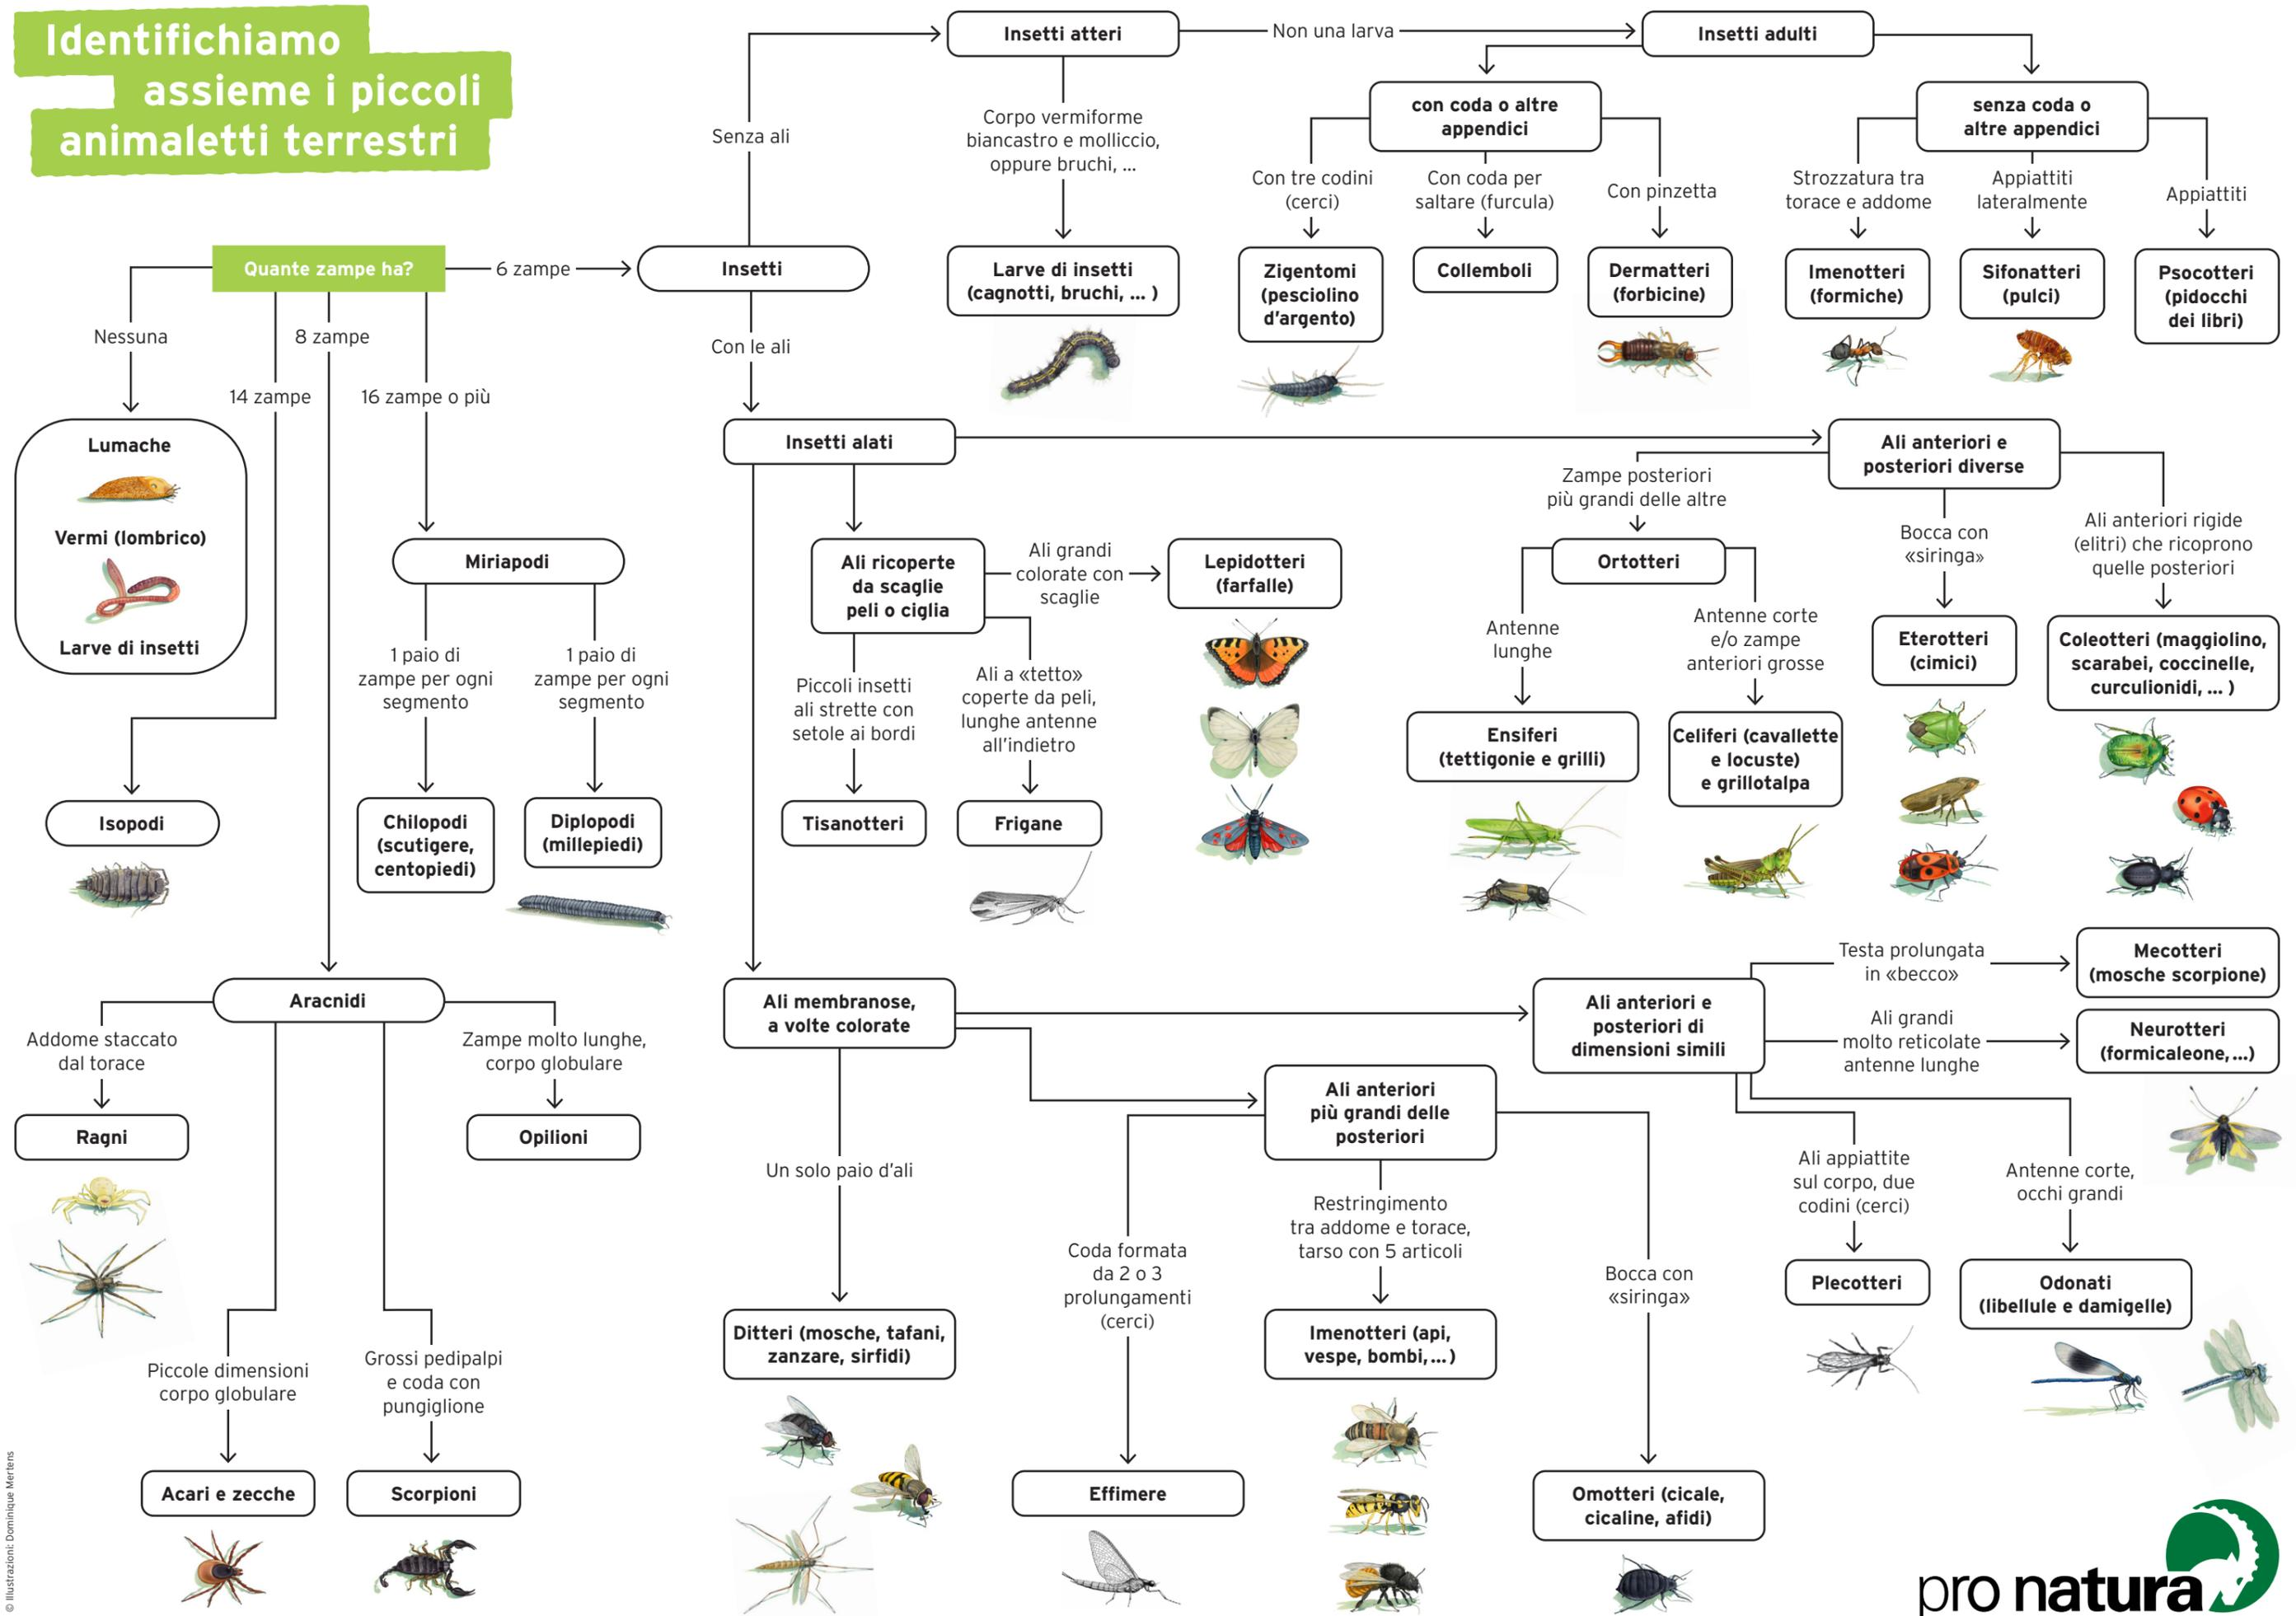 Identifichiamo
assieme i piccoli
animaletti terrestri
Quante zampe ha?
Nessuna
14 zampe
8 zampe
16 zampe o più
6 zampe
Lumache
Vermi (lombrico)
Larve di insetti
Isopodi
Miriapodi
1 paio di
zampe per ogni
segmento
1 paio di
zampe per ogni
segmento
Chilopodi
(scutigere,
centopiedi)
Diplopodi
(millepiedi)
Aracnidi
Addome staccato
dal torace
Zampe molto lunghe,
corpo globulare
Ragni
Opilioni
Piccole dimensioni
corpo globulare
Grossi pedipalpi
e coda con
pungiglione
Acari e zecche
Scorpioni
Insetti
Senza ali
Con le ali
Insetti atteri
Non una larva
Insetti adulti
Corpo vermiforme
biancastro e molliccio,
oppure bruchi, ...
Larve di insetti
(cagnotti, bruchi, ... )
con coda o altre
appendici
senza coda o
altre appendici
Con tre codini
(cerci)
Con coda per
saltare (furcula)
Con pinzetta
Strozzatura tra
torace e addome
Appiattiti
lateralmente
Appiattiti
Zigentomi
(pesciolino
d'argento)
Collemboli
Dermatteri
(forbicine)
Imenotteri
(formiche)
Sifonatteri
(pulci)
Psocotteri
(pidocchi
dei libri)
Insetti alati
Ali ricoperte
da scaglie
peli o ciglia
Ali grandi
colorate con
scaglie
Lepidotteri
(farfalle)
Piccoli insetti
ali strette con
setole ai bordi
Ali a «tetto»
coperte da peli,
lunghe antenne
all'indietro
Tisanotteri
Frigane
Ali anteriori e
posteriori diverse
Zampe posteriori
più grandi delle altre
Bocca con
«siringa»
Ali anteriori rigide
(elitri) che ricoprono
quelle posteriori
Ortotteri
Antenne
lunghe
Antenne corte
e/o zampe
anteriori grosse
Ensiferi
(tettigonie e grilli)
Celiferi (cavallette
e locuste)
e grillotalpa
Eterotteri
(cimici)
Coleotteri (maggiolino,
scarabei, coccinelle,
curculionidi, ... )
Ali membranose,
a volte colorate
Ali anteriori e
posteriori di
dimensioni simili
Testa prolungata
in «becco»
Mecotteri
(mosche scorpione)
Ali grandi
molto reticolate
antenne lunghe
Neurotteri
(formicaleone,...)
Ali anteriori
più grandi delle
posteriori
Un solo paio d'ali
Coda formata
da 2 o 3
prolungamenti
(cerci)
Restringimento
tra addome e torace,
tarso con 5 articoli
Bocca con
«siringa»
Ali appiattite
sul corpo, due
codini (cerci)
Antenne corte,
occhi grandi
Ditteri (mosche, tafani,
zanzare, sirfidi)
Imenotteri (api,
vespe, bombi,...)
Plecotteri
Odonati
(libellule e damigelle)
Effimere
Omotteri (cicale,
cicaline, afidi)
© Illustrazioni: Dominique Mertens
pro natura